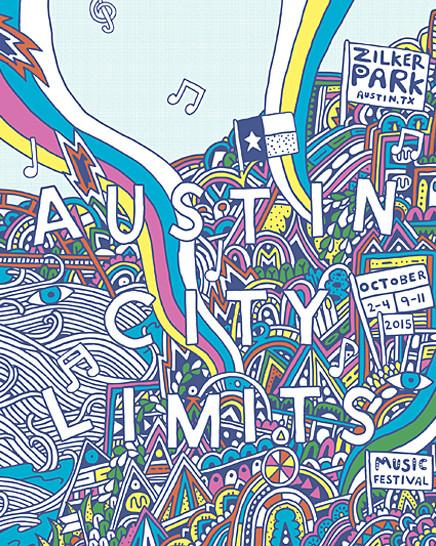 ZILKER
PARK
AUSTIN, TX
AUSTIN
CITY
LIMITS
OCTOBER
2-4 9-11
2015
MUSIC
FESTIVAL